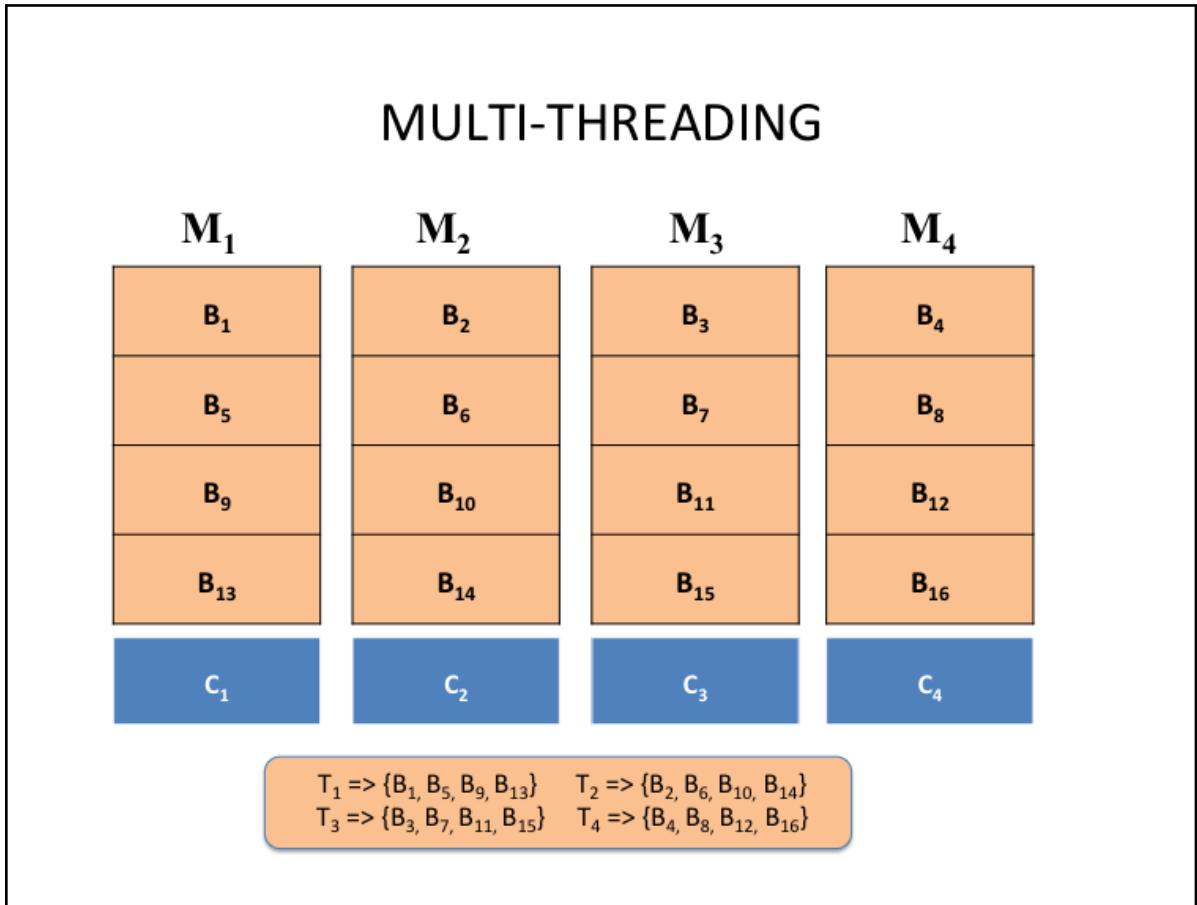 MULTI-THREADING
M₁ M₂ M₃ M₄
B₁ B₂ B₃ B₄
B₅ B₆ B₇ B₈
B₉ B₁₀ B₁₁ B₁₂
B₁₃ B₁₄ B₁₅ B₁₆
C₁ C₂ C₃ C₄
T₁ => {B₁, B₅, B₉, B₁₃} T₂ => {B₂, B₆, B₁₀, B₁₄}
T₃ => {B₃, B₇, B₁₁, B₁₅} T₄ => {B₄, B₈, B₁₂, B₁₆}